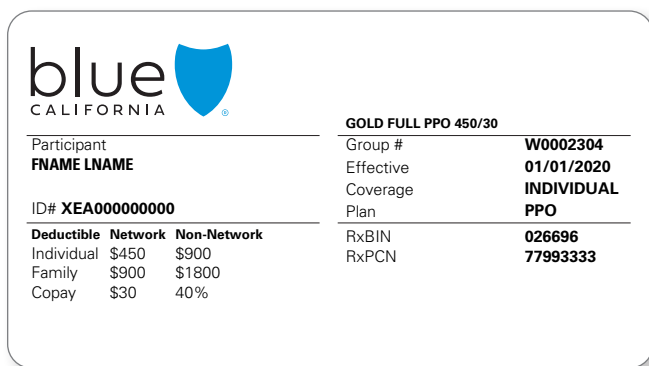 blue
CALIFORNIA
®
Participant
FNAME LNAME
ID# XEA000000000
Deductible Network Non-Network
Individual $450 $900
Family $900 $1800
Copay $30 40%
GOLD FULL PPO 450/30
Group # W0002304
Effective 01/01/2020
Coverage INDIVIDUAL
Plan PPO
RxBIN 026696
RxPCN 77993333